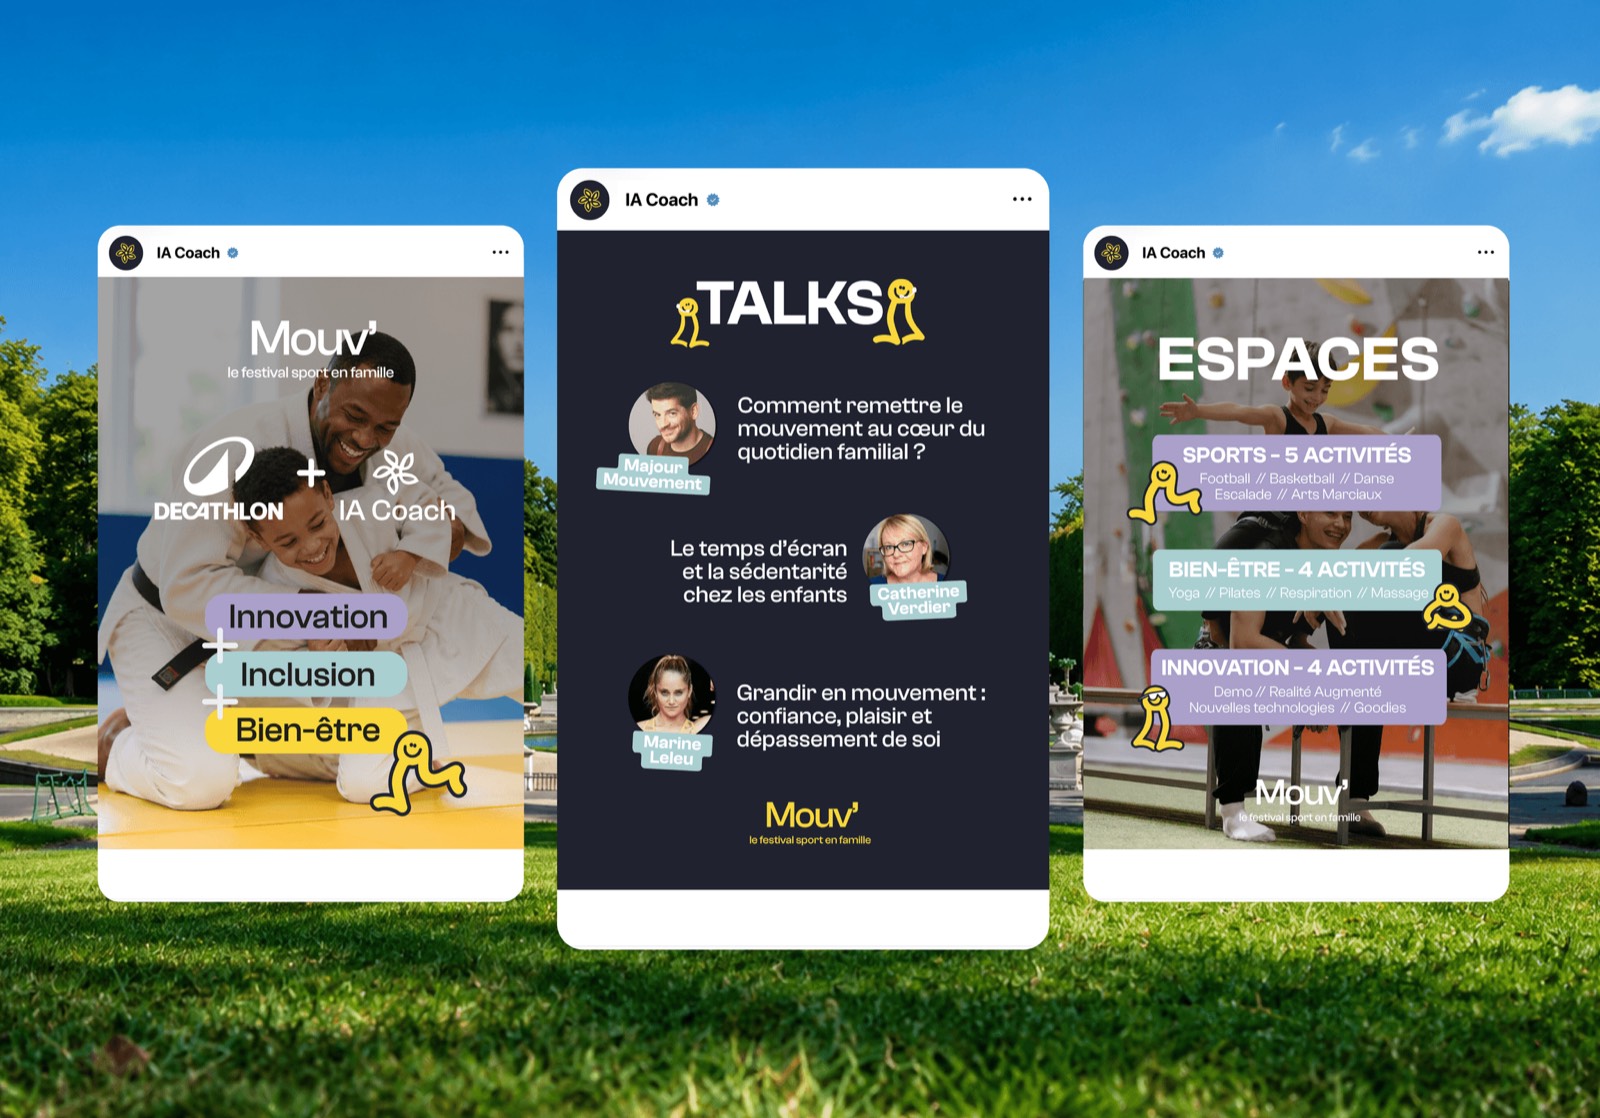 IA Coach
Mouv’
le festival sport en famille
DECATHLON
+
IA Coach
Innovation
+
Inclusion
+
Bien-être
IA Coach
TALKS
Comment remettre le
mouvement au cœur du
quotidien familial ?
Majour
Mouvement
Le temps d’écran
et la sédentarité
chez les enfants
Catherine
Verdier
Grandir en mouvement :
confiance, plaisir et
dépassement de soi
Marine
Leleu
Mouv’
le festival sport en famille
IA Coach
ESPACES
SPORTS – 5 ACTIVITÉS
Football // Basketball // Danse
Escalade // Arts Marciaux
BIEN-ÊTRE – 4 ACTIVITÉS
Yoga // Pilates // Respiration // Massage
INNOVATION – 4 ACTIVITÉS
Demo // Realité Augmenté
Nouvelles technologies // Goodies
Mouv’
le festival sport en famille